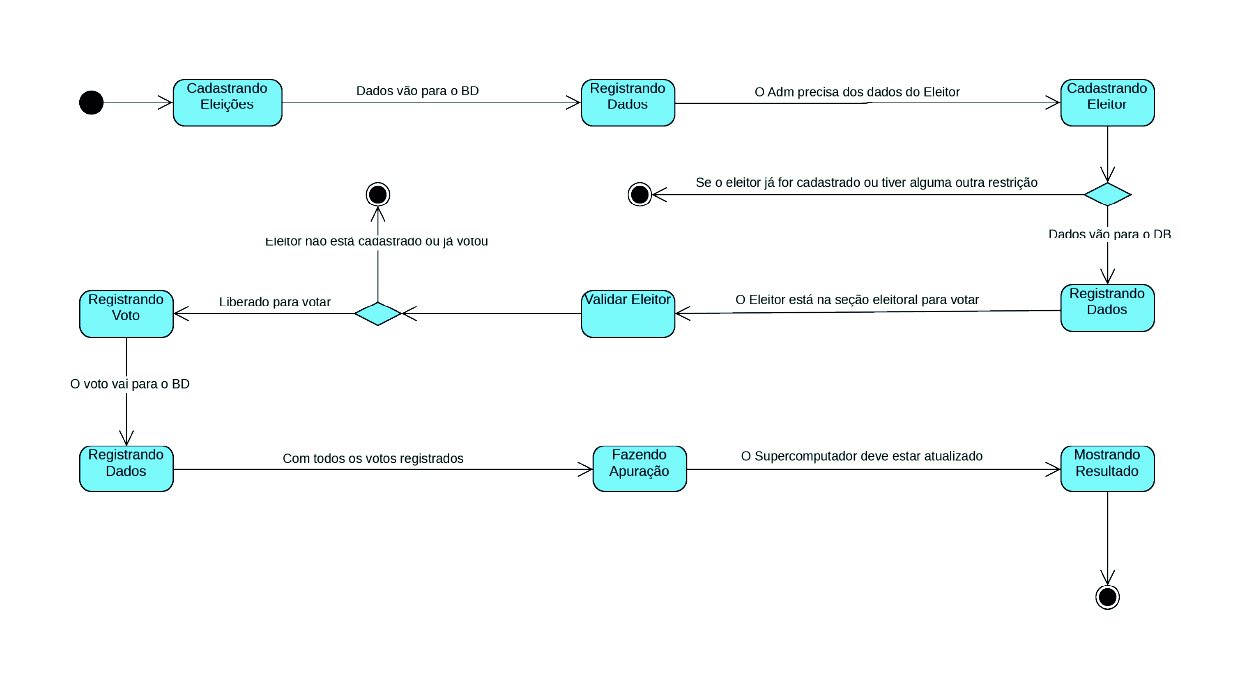 Cadastrando
Eleições
Dados vão para o BD
Registrando
Dados
O Adm precisa dos dados do Eleitor
Cadastrando
Eleitor
Se o eleitor já for cadastrado ou tiver alguma outra restrição
Eleitor não está cadastrado ou já votou
Dados vão para o DB
Registrando
Voto
Liberado para votar
Validar Eleitor
O Eleitor está na seção eleitoral para votar
Registrando
Dados
O voto vai para o BD
Registrando
Dados
Com todos os votos registrados
Fazendo
Apuração
O Supercomputador deve estar atualizado
Mostrando
Resultado